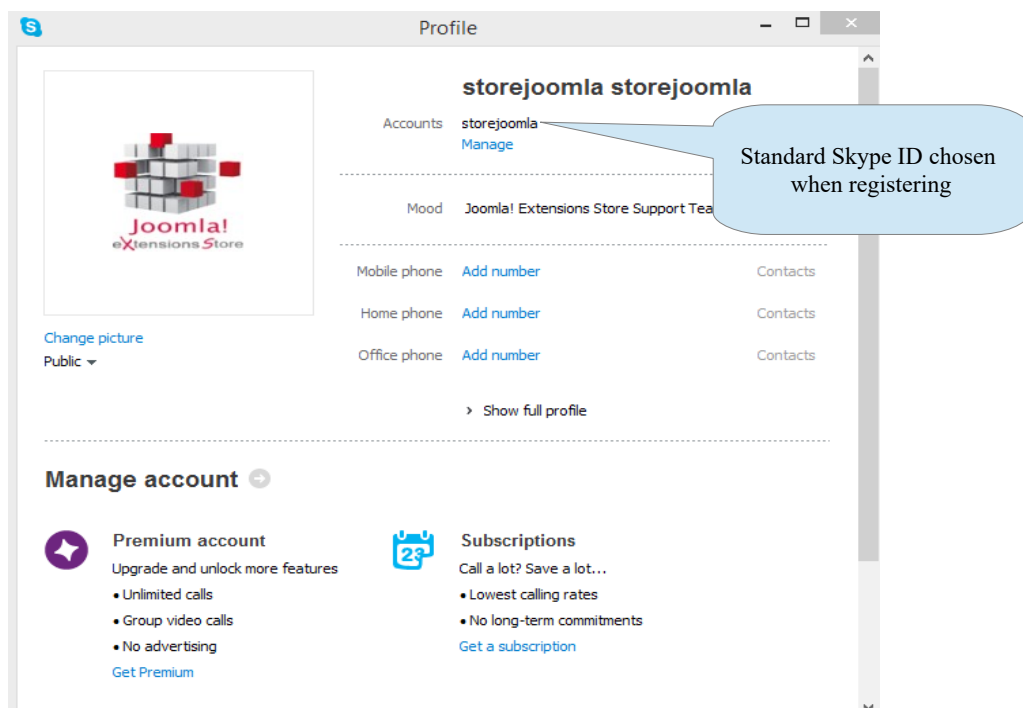 Profile
storejoomla storejoomla
Accounts storejoomla
Manage
Standard Skype ID chosen
when registering
Mood Joomla! Extensions Store Support Tea
Joomla!
eXtensions Store
Mobile phone Add number Contacts
Home phone Add number Contacts
Change picture
Public
Office phone Add number Contacts
› Show full profile
Manage account
Premium account
Upgrade and unlock more features
• Unlimited calls
• Group video calls
• No advertising
Get Premium
23
Subscriptions
Call a lot? Save a lot...
• Lowest calling rates
• No long-term commitments
Get a subscription